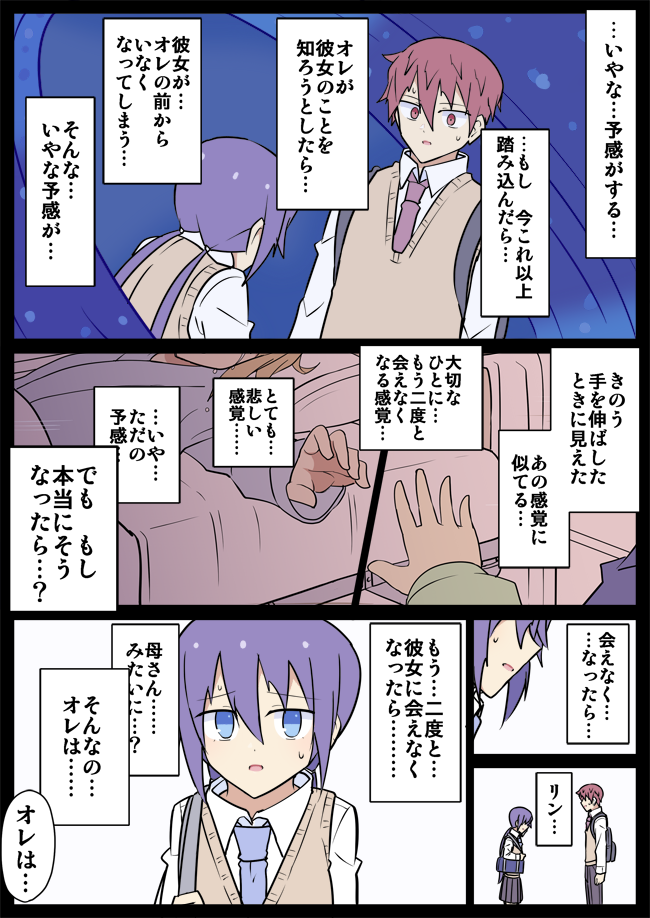 …いやな…予感がする…
…もし 今これ以上
踏み込んだら…
オレが
彼女のことを
知ろうとしたら…
彼女が…
オレの前から
いなく
なってしまう…
そんな…
いやな予感が…
きのう
手を伸ばした
ときに見えた
あの感覚に
似てる…
大切な
ひとに…
もう二度と
会えなく
なる感覚…
とても…
悲しい
感覚……
…いや…
ただの
予感…
でも もし
本当にそう
なったら…?
会えなく…
…なったら…
リン…
もう…二度と…
彼女に会えなく
なったら………
母さん……
みたいに…?
そんなの…
オレは……
オレは…